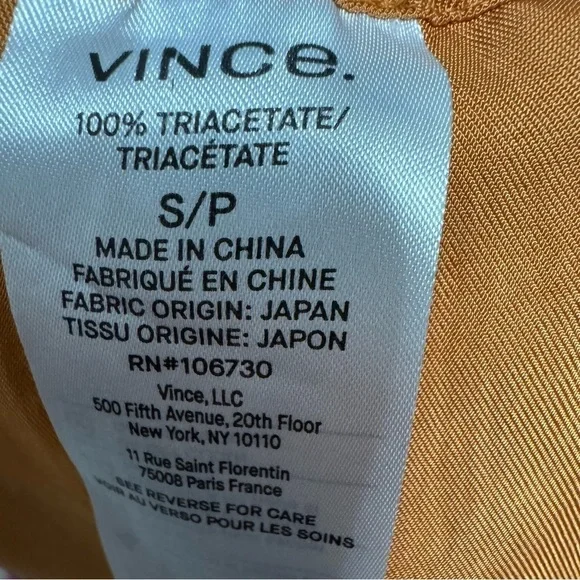 VINCe.
100% TRIACETATE/
TRIACÉTATE
S/P
MADE IN CHINA
FABRIQUÉ EN CHINE
FABRIC ORIGIN: JAPAN
TISSU ORIGINE: JAPON
RN#106730
Vince, LLC
500 Fifth Avenue, 20th Floor
New York, NY 10110
11 Rue Saint Florentin
75008 Paris France
SEE REVERSE FOR CARE
VOIR AU VERSO POUR LES SOINS